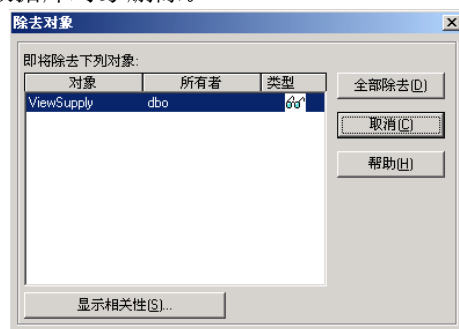 除去对象
即将除去下列对象:
对象 所有者 类型
ViewSupply dbo
全部除去(D)
取消(C)
帮助(H)
显示相关性(S)...